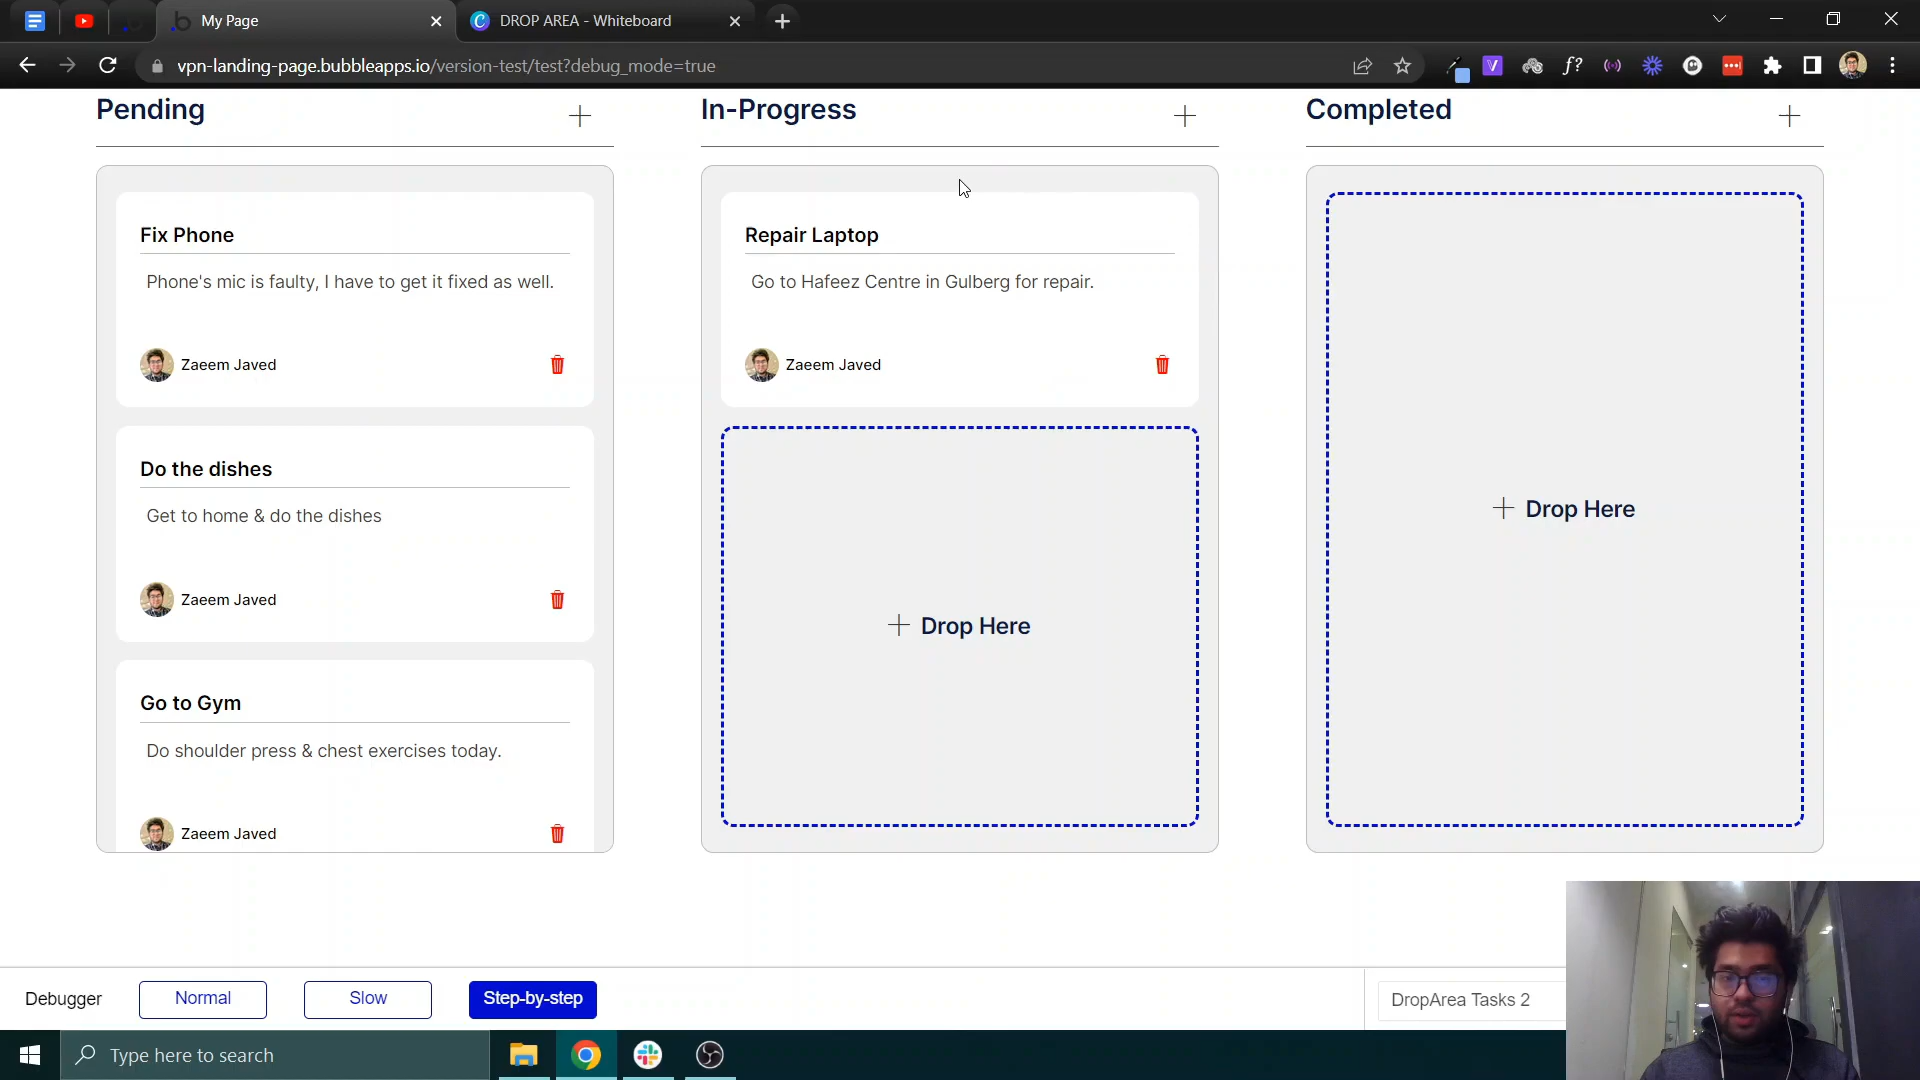 My Page
DROP AREA - Whiteboard
vpn-landing-page.bubbleapps.io/version-test/test?debug_mode=true
Pending
In-Progress
Completed
Fix Phone
Phone's mic is faulty, I have to get it fixed as well.
Zaeem Javed
Do the dishes
Get to home & do the dishes
Zaeem Javed
Go to Gym
Do shoulder press & chest exercises today.
Zaeem Javed
Repair Laptop
Go to Hafeez Centre in Gulberg for repair.
Zaeem Javed
Drop Here
Drop Here
Debugger
Normal
Slow
Step-by-step
DropArea Tasks 2
Type here to search